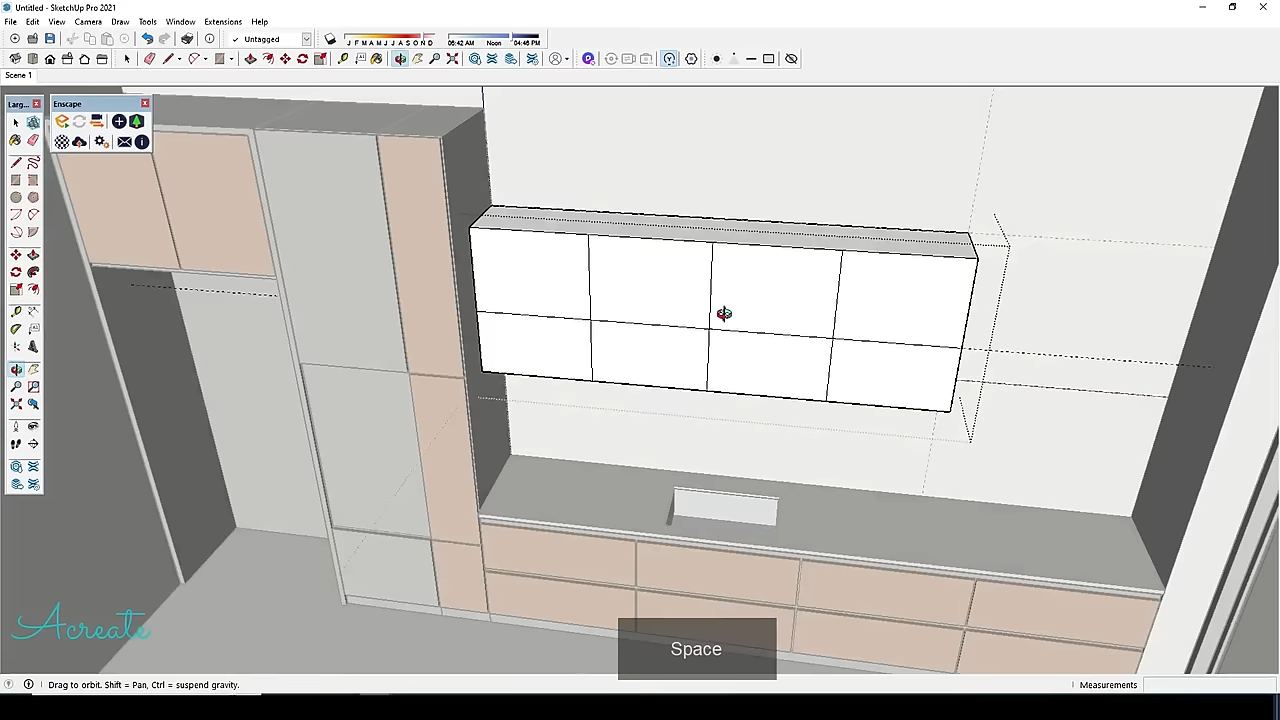 Untitled - SketchUp Pro 2021
File Edit View Camera Draw Tools Window Extensions Help
Untagged
J F M A M J J A S O N D
06:42 AM Noon 04:46 PM
Scene 1
Larg...
Enscape
Acreate
Space
Drag to orbit. Shift = Pan, Ctrl = suspend gravity.
Measurements